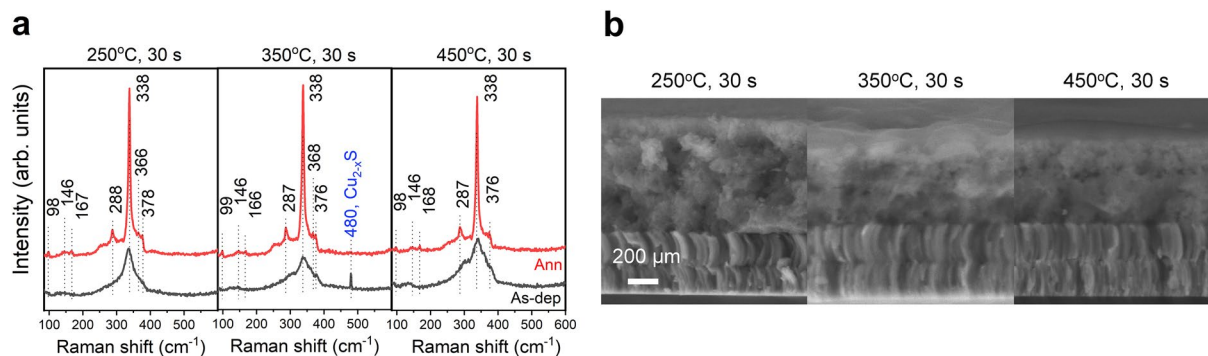 a
250°C, 30 s
350°C, 30 s
450°C, 30 s
Intensity (arb. units)
98
146
167
288
338
366
378
99
146
166
287
338
368
376
480, Cu2-xS
98
146
168
287
338
376
Ann
As-dep
100 200 300 400 500
100 200 300 400 500
100 200 300 400 500 600
Raman shift (cm-1)
Raman shift (cm-1)
Raman shift (cm-1)
b
250°C, 30 s
350°C, 30 s
450°C, 30 s
200 μm